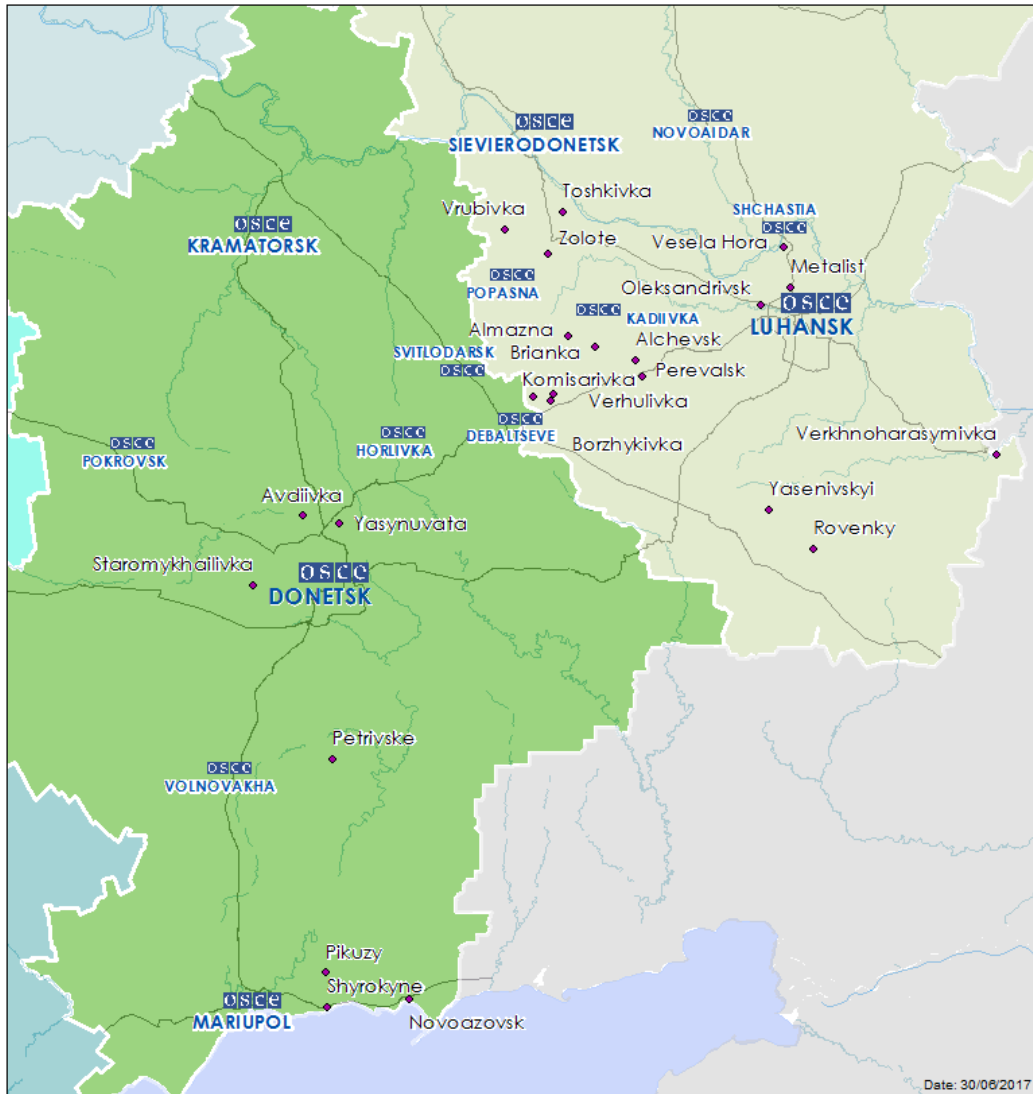 OSCE
SIEVIERODONETSK
OSCE
NOVOAIDAR
Toshkivka
Vrubivka
SHCHASTIA
OSCE
OSCE
KRAMATORSK
Zolote
Vesela Hora
OSCE
POPASNA
Metalist
Oleksandrivsk
OSCE
LUHANSK
OSCE
KADIIVKA
Almazna
Brianka
Alchevsk
SVITLODARSK
OSCE
Perevalsk
Komisarivka
Verhulivka
OSCE
DEBALTSEVE
OSCE
HORLIVKA
OSCE
POKROVSK
Borzhykivka
Verkhnoharasymivka
Avdiivka
Yasynuvata
Yasenivskyi
Rovenky
Staromykhailivka
OSCE
DONETSK
Petrivske
OSCE
VOLNOVAKHA
Pikuzy
Shyrokyne
OSCE
MARIUPOL
Novoazovsk
Date: 30/06/2017